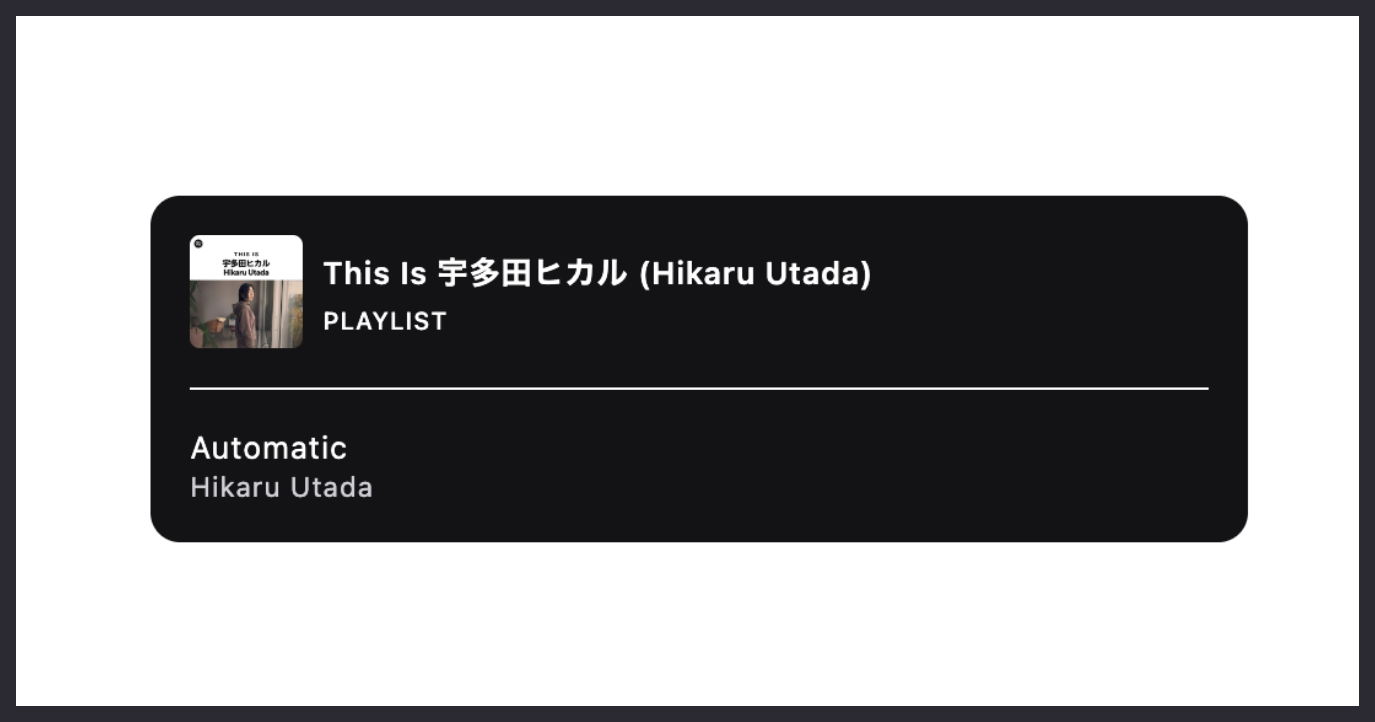 THIS IS
宇多田ヒカル
Hikaru Utada
This Is 宇多田ヒカル (Hikaru Utada)
PLAYLIST
Automatic
Hikaru Utada